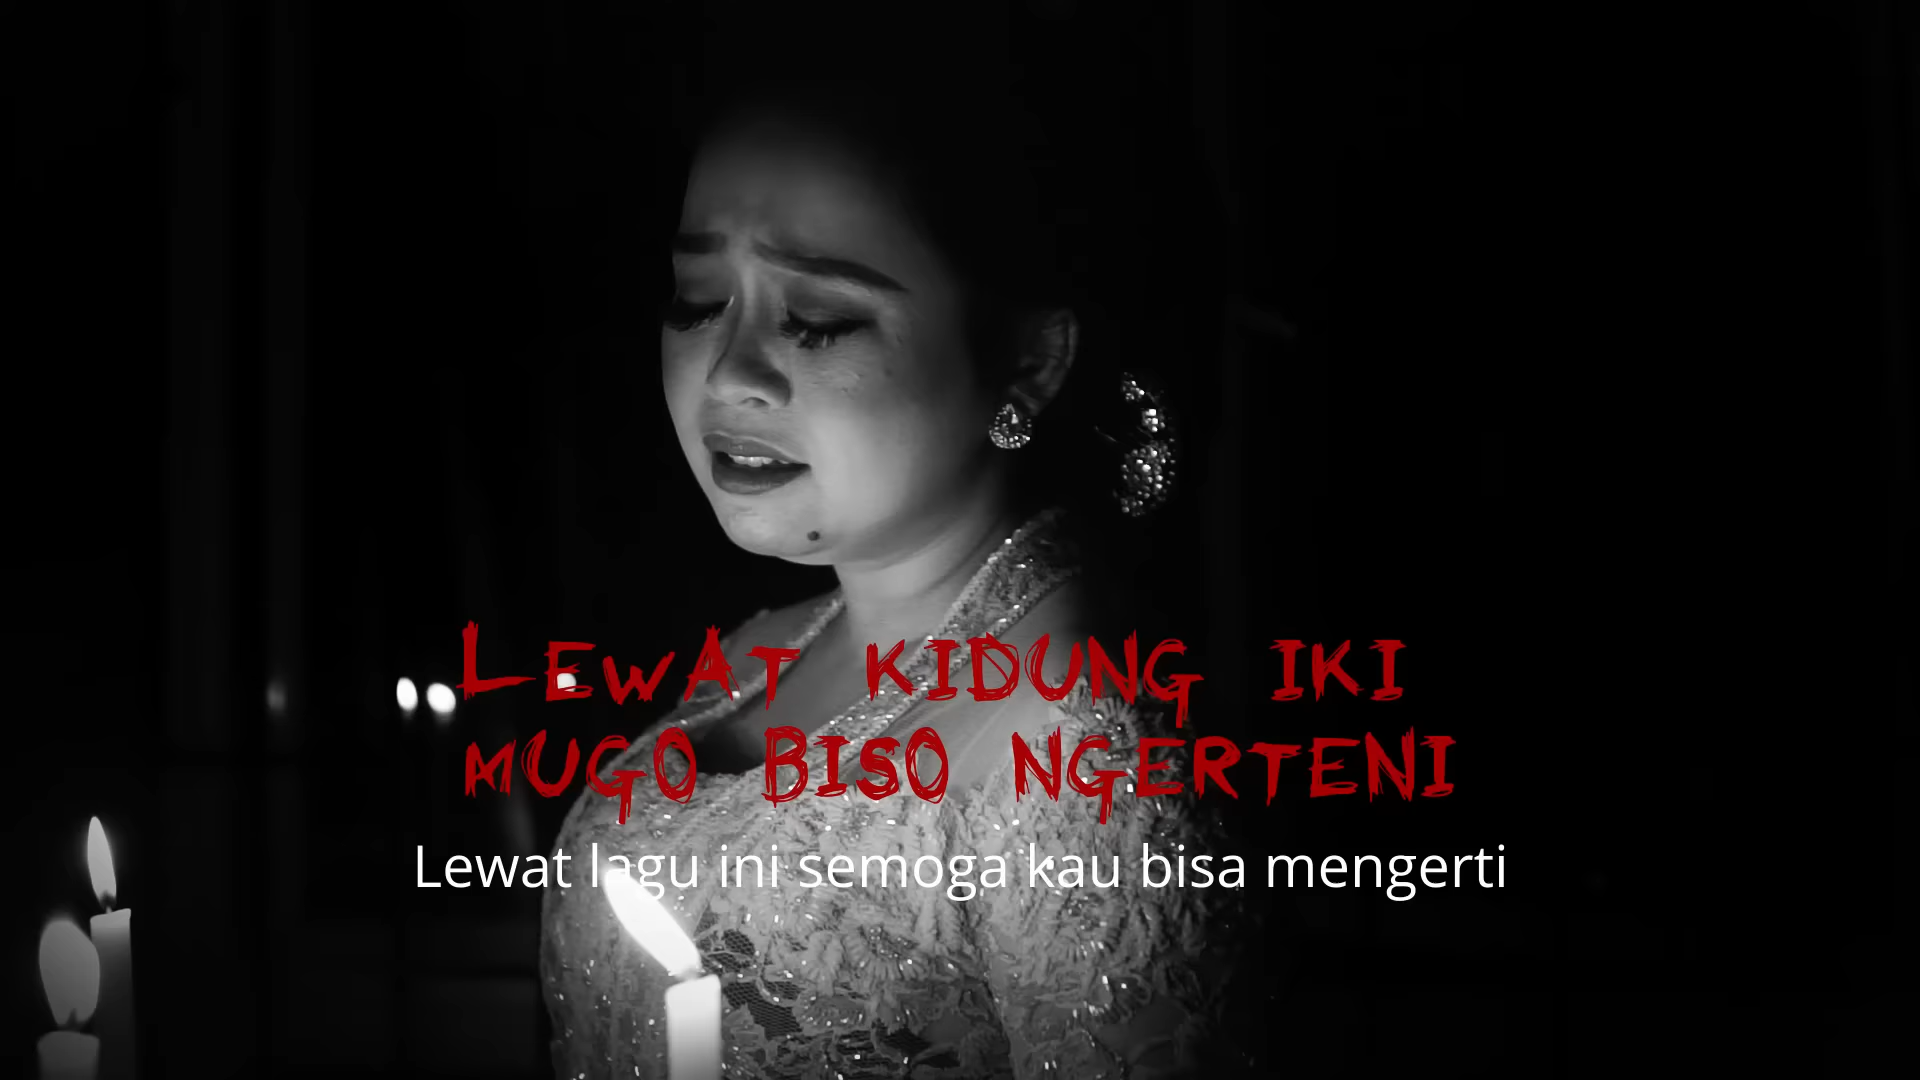 Lewat kidung iki
mugo biso ngerteni
Lewat lagu ini semoga kau bisa mengerti